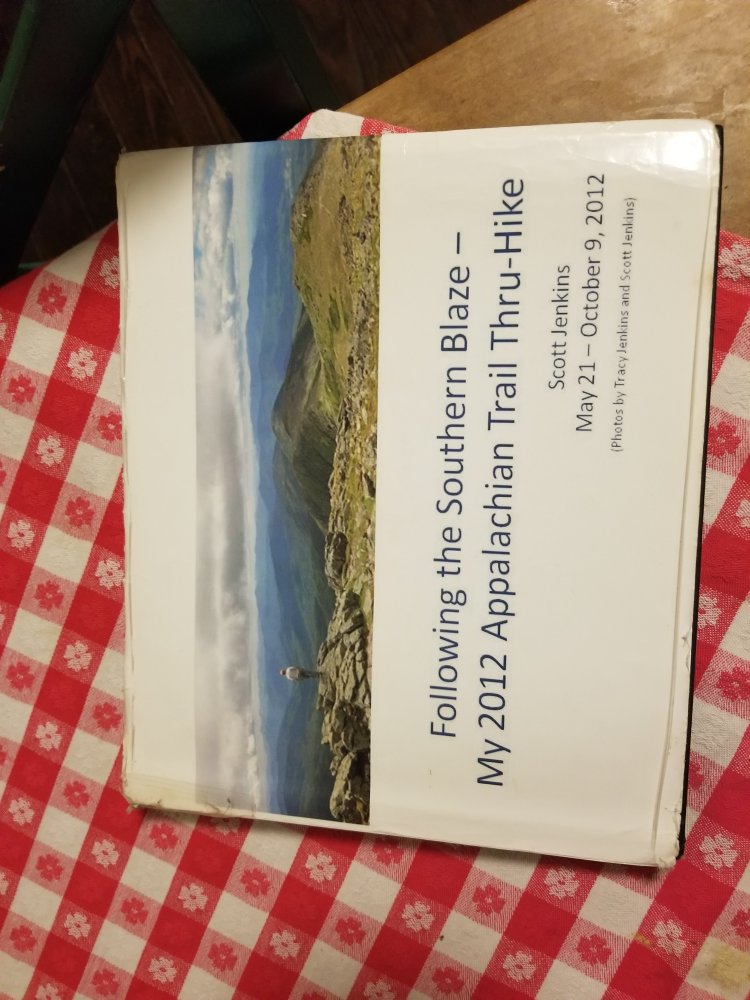 Following the Southern Blaze –
My 2012 Appalachian Trail Thru-Hike
Scott Jenkins
May 21 – October 9, 2012
(Photos by Tracy Jenkins and Scott Jenkins)